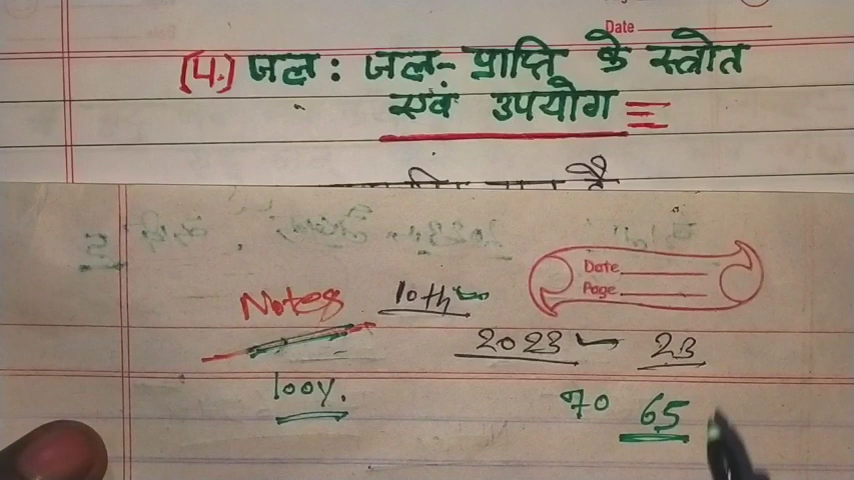 Date
(4.) जल : जल-प्राप्ति के स्त्रोत
एवं उपयोग
है
Date
Page
Notes 10th
2023 23
100%.
70 65